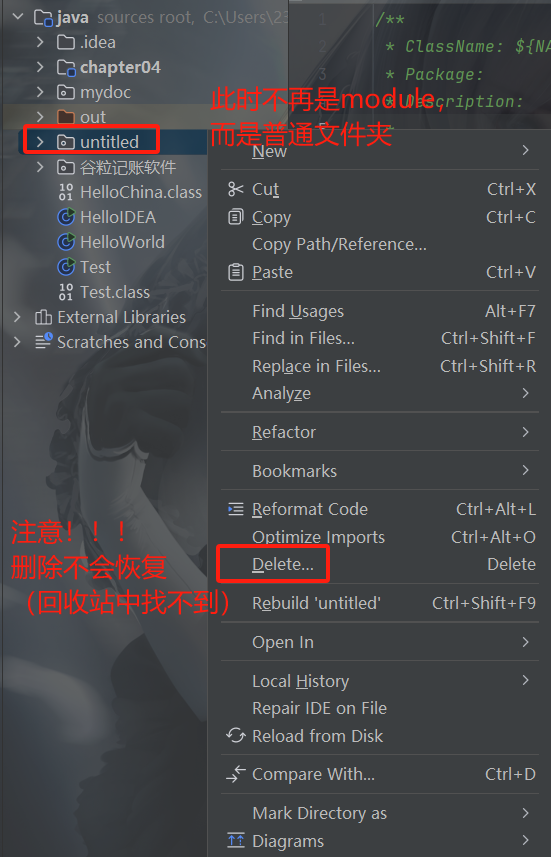 java sources root, C:\Users\23
.idea
chapter04
mydoc
out
untitled
谷粒记账软件
HelloChina.class
HelloIDEA
HelloWorld
Test
Test.class
External Libraries
Scratches and Cons
/**
1
2
* ClassName: ${NA
3
* Package:
* Description:
此时不再是module,
而是普通文件夹
New
Cut Ctrl+X
Copy Ctrl+C
Copy Path/Reference...
Paste Ctrl+V
Find Usages Alt+F7
Find in Files... Ctrl+Shift+F
Replace in Files... Ctrl+Shift+R
Analyze
Refactor
Bookmarks
Reformat Code Ctrl+Alt+L
Optimize Imports Ctrl+Alt+O
Delete... Delete
Rebuild 'untitled' Ctrl+Shift+F9
Open In
Local History
Repair IDE on File
Reload from Disk
Compare With... Ctrl+D
Mark Directory as
Diagrams
注意！！！
删除不会恢复
（回收站中找不到）